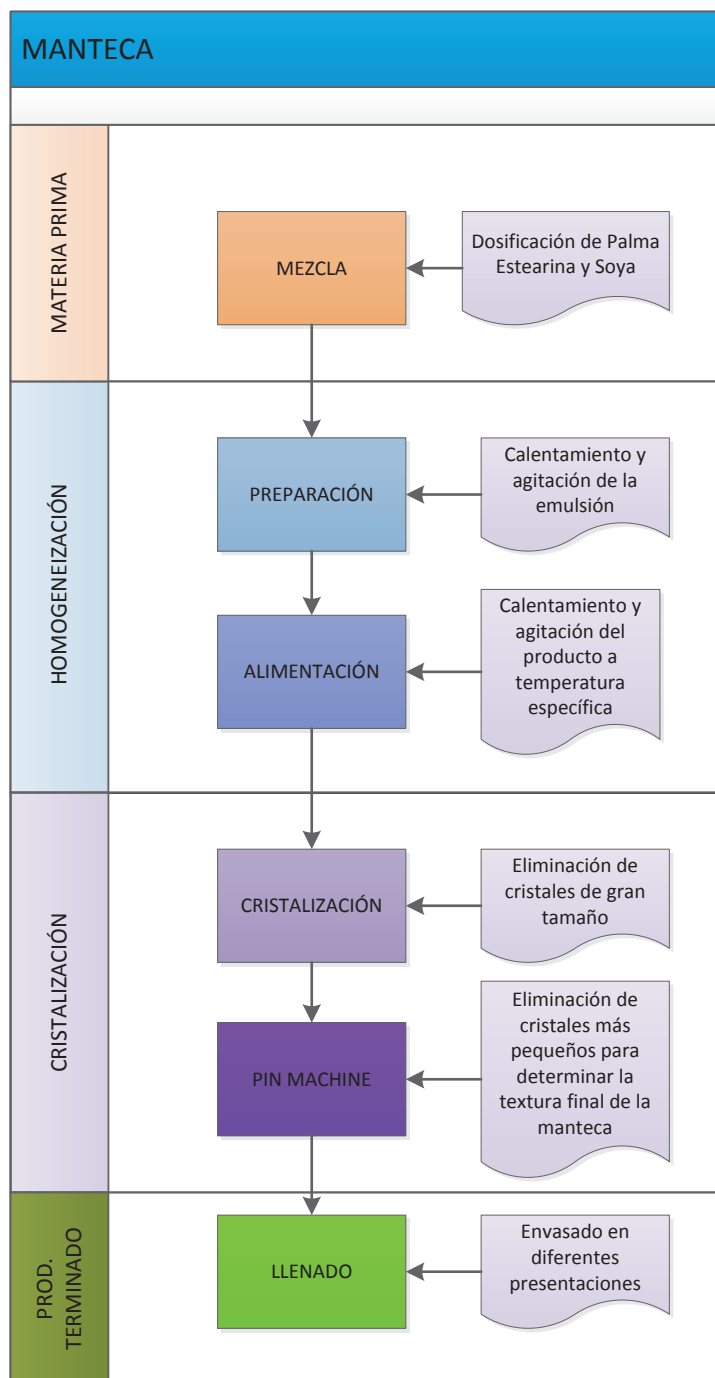 MANTECA
MATERIA PRIMA
MEZCLA
Dosificación de Palma
Estearina y Soya
HOMOGENEIZACIÓN
PREPARACIÓN
Calentamiento y
agitación de la
emulsión
ALIMENTACIÓN
Calentamiento y
agitación del
producto a
temperatura
específica
CRISTALIZACIÓN
CRISTALIZACIÓN
Eliminación de
cristales de gran
tamaño
PIN MACHINE
Eliminación de
cristales más
pequeños para
determinar la
textura final de la
manteca
PROD.
TERMINADO
LLENADO
Envasado en
diferentes
presentaciones